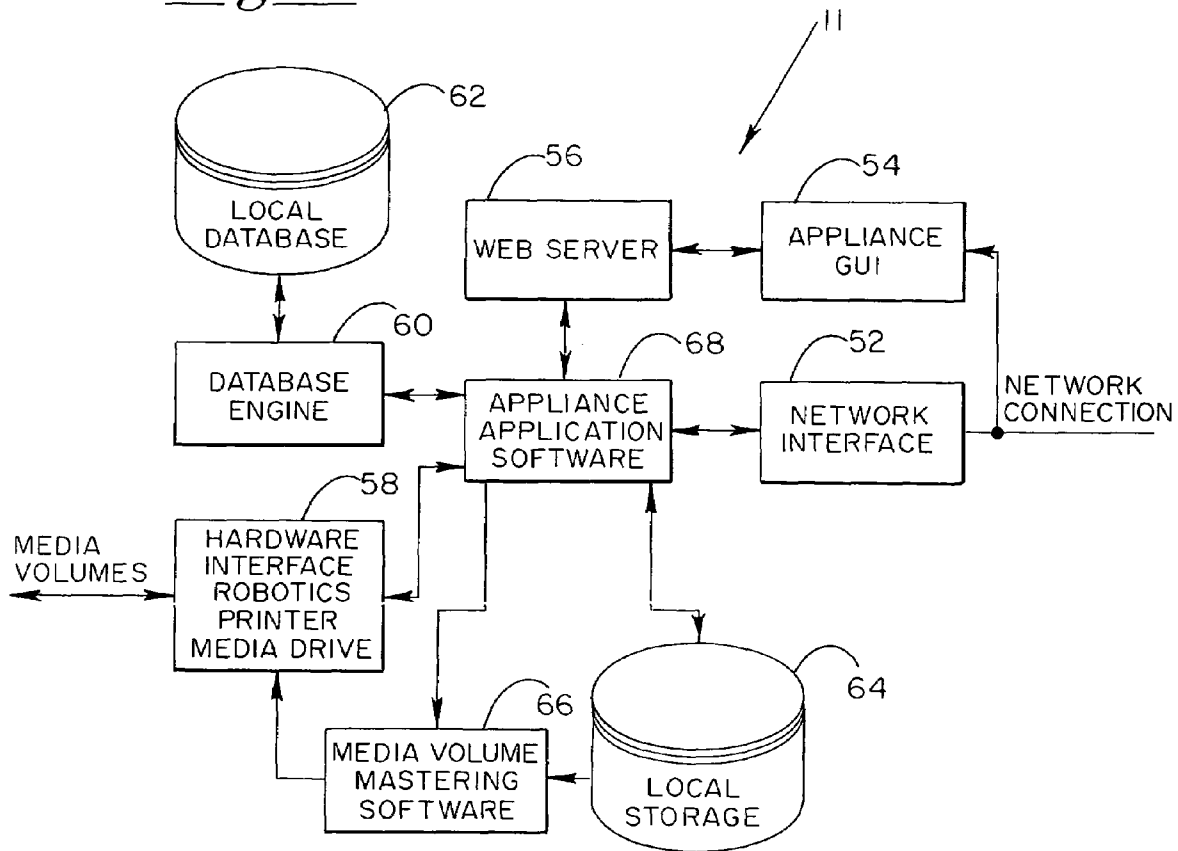 11
62
LOCAL
DATABASE
56
WEB SERVER
54
APPLIANCE
GUI
60
DATABASE
ENGINE
68
APPLIANCE
APPLICATION
SOFTWARE
52
NETWORK
INTERFACE
NETWORK
CONNECTION
58
HARDWARE
INTERFACE
ROBOTICS
PRINTER
MEDIA DRIVE
MEDIA
VOLUMES
66
MEDIA VOLUME
MASTERING
SOFTWARE
64
LOCAL
STORAGE